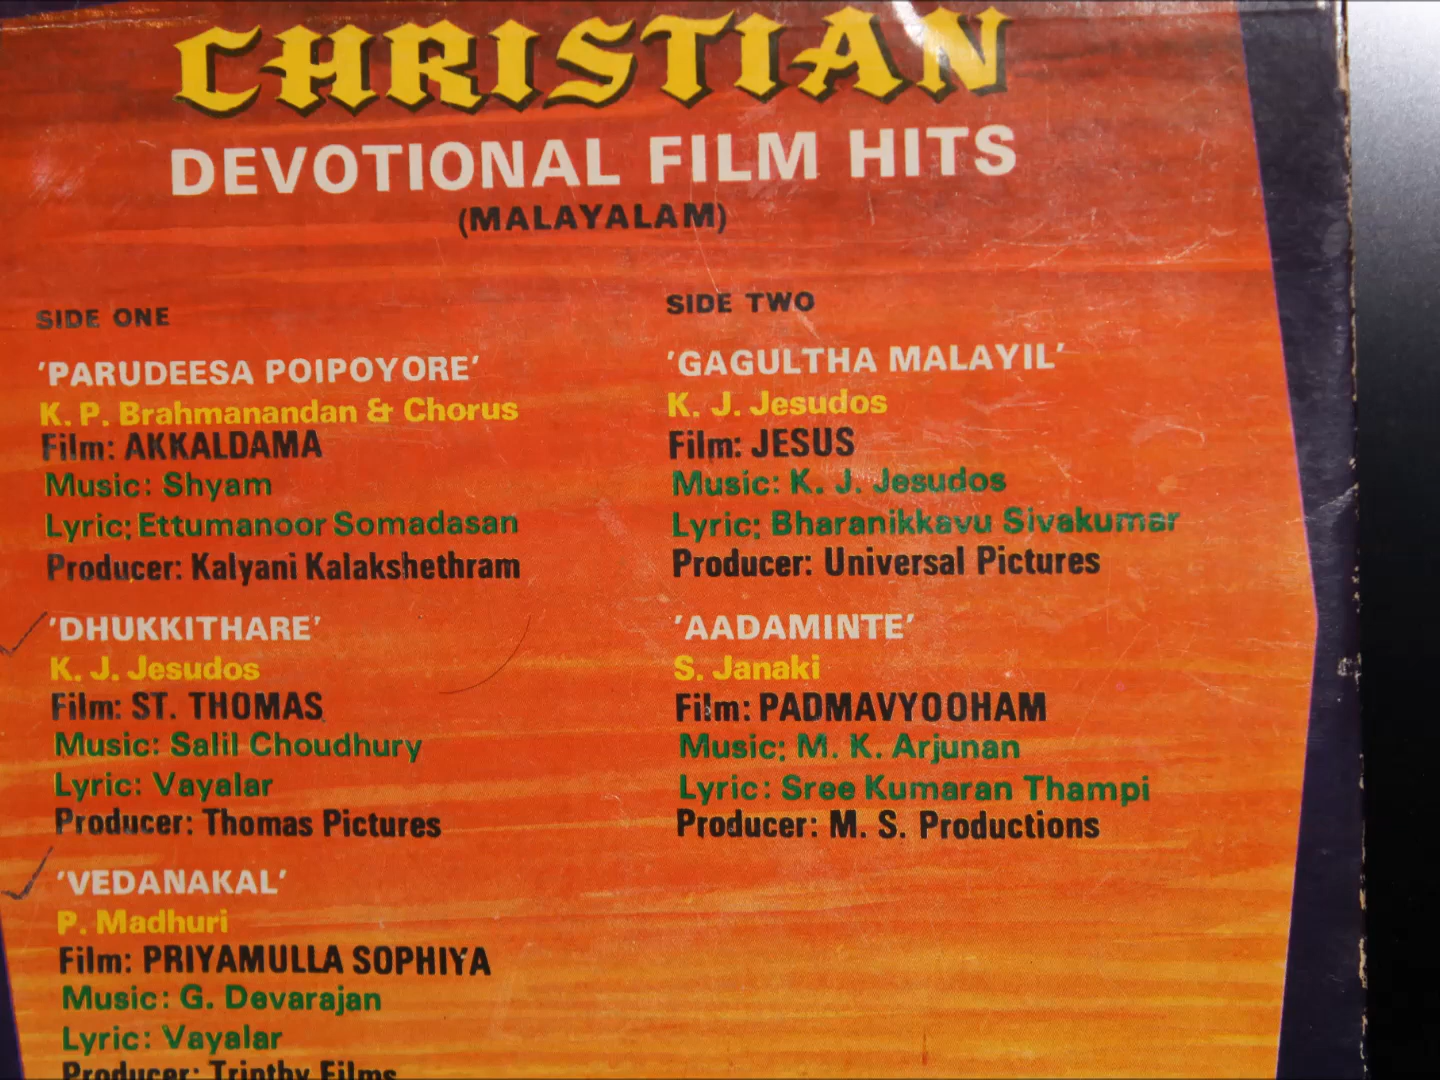 CHRISTIAN
DEVOTIONAL FILM HITS
(MALAYALAM)
SIDE ONE
'PARUDEESA POIPOYORE'
K. P. Brahmanandan & Chorus
Film: AKKALDAMA
Music: Shyam
Lyric; Ettumanoor Somadasan
Producer: Kalyani Kalakshethram
'DHUKKITHARE'
K. J. Jesudos
Film: ST. THOMAS
Music: Salil Choudhury
Lyric: Vayalar
Producer: Thomas Pictures
'VEDANAKAL'
P. Madhuri
Film: PRIYAMULLA SOPHIYA
Music: G. Devarajan
Lyric: Vayalar
Producer: Tripthy Films
SIDE TWO
'GAGULTHA MALAYIL'
K. J. Jesudos
Film: JESUS
Music: K. J. Jesudos
Lyric; Bharanikkavu Sivakumar
Producer: Universal Pictures
'AADAMINTE'
S. Janaki
Film: PADMAVYOOHAM
Music; M. K. Arjunan
Lyric: Sree Kumaran Thampi
Producer: M. S. Productions